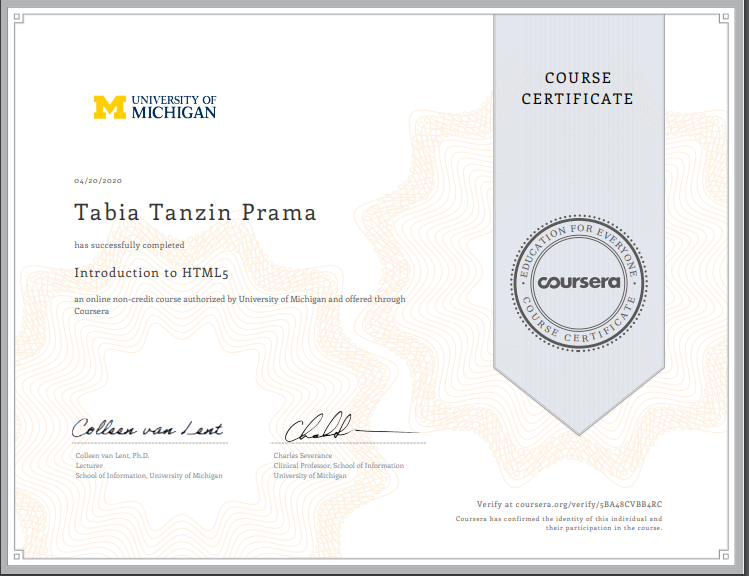 COURSE
CERTIFICATE
UNIVERSITY OF
MICHIGAN
04/20/2020
Tabia Tanzin Prama
has successfully completed
Introduction to HTML5
an online non-credit course authorized by University of Michigan and offered through
Coursera
EDUCATION FOR EVERYONE
coursera
COURSE CERTIFICATE
Colleen van Lent
Colleen van Lent, Ph.D.
Lecturer
School of Information, University of Michigan
Charles Severance
Clinical Professor, School of Information
University of Michigan
Verify at coursera.org/verify/5BA48CVBB4RC
Coursera has confirmed the identity of this individual and
their participation in the course.